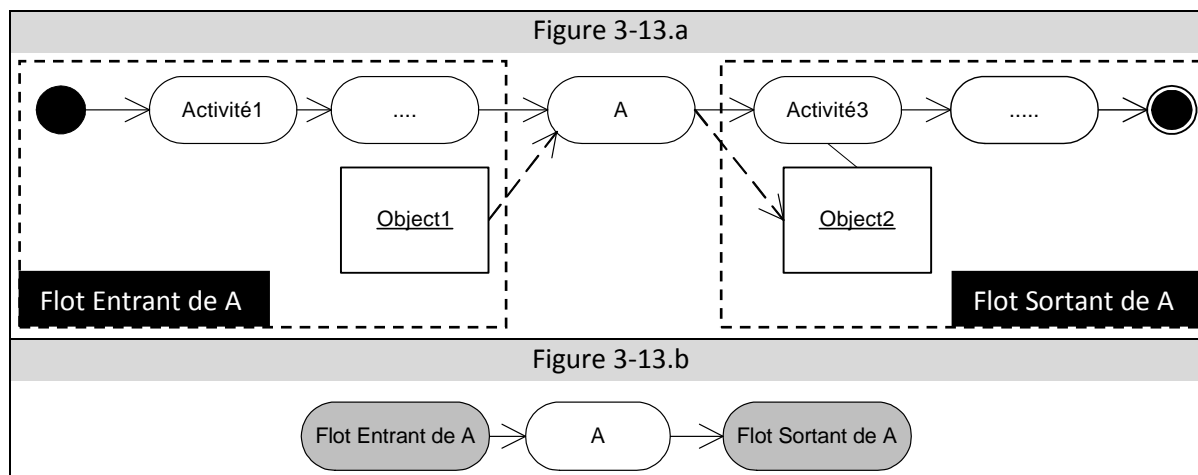 Figure 3-13.a
Activité1
....
A
Activité3
.....
Object1
Object2
Flot Entrant de A
Flot Sortant de A
Figure 3-13.b
Flot Entrant de A
A
Flot Sortant de A